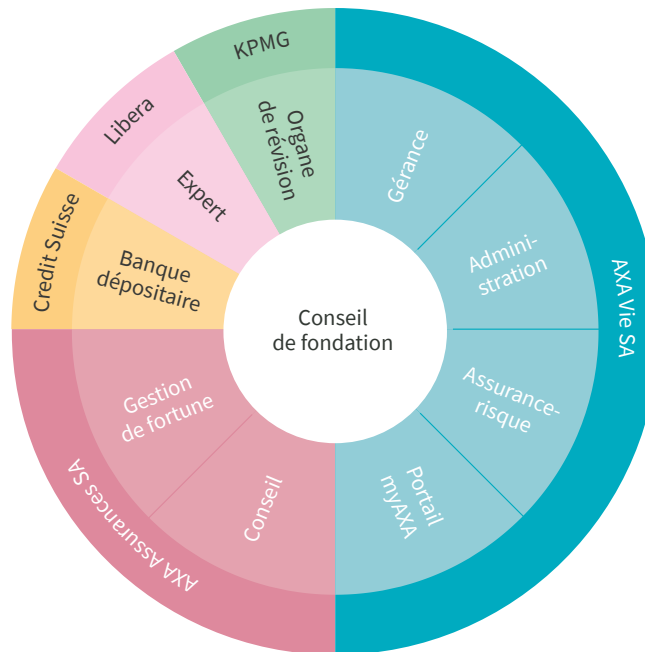 KPMG
Organe
de révision
Libera
Expert
Credit Suisse
Banque
dépositaire
Gérance
Admini-
stration
AXA Vie SA
Conseil
de fondation
Assurance-
risque
Gestion
de fortune
Conseil
Portail
myAXA
AXA Assurances SA